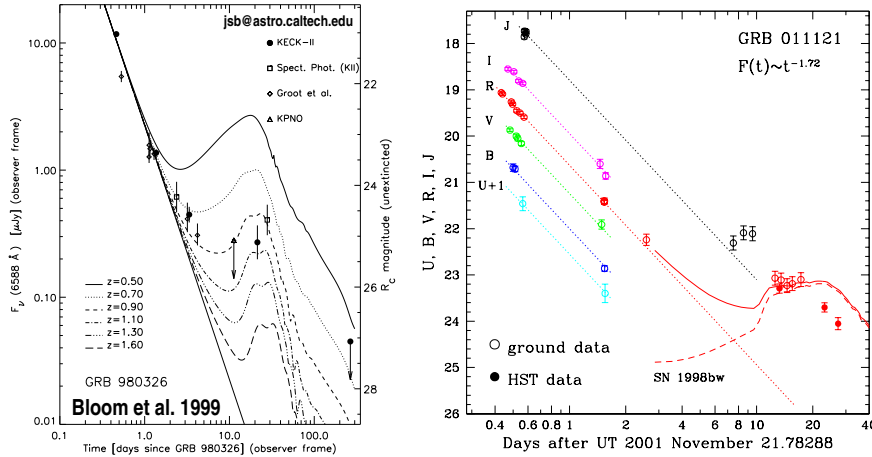 jsb@astro.caltech.edu
KECK-II
Spect. Phot. (KII)
Groot et al.
KPNO
10.00
1.00
0.10
0.01
F_ν (6588 Å) [μJy] (observer frame)
22
24
26
28
R_c magnitude (unextincted)
z=0.50
z=0.70
z=0.90
z=1.10
z=1.30
z=1.60
GRB 980326
Bloom et al. 1999
0.1 1.0 10.0 100.0
Time [days since GRB 980326] (observer frame)
GRB 011121
F(t)~t^-1.72
J
I
R
V
B
U+1
18
19
20
21
22
23
24
25
26
U, B, V, R, I, J
ground data
HST data
SN 1998bw
0.4 0.6 0.8 1 2 4 6 8 10 20 40
Days after UT 2001 November 21.78288